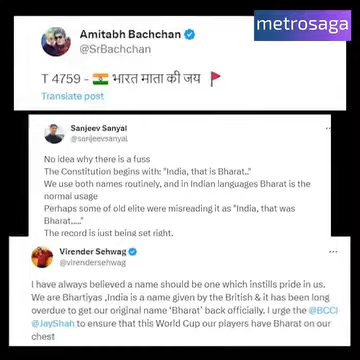 metrosaga
Amitabh Bachchan
@SrBachchan
T 4759 - 🇮🇳 भारत माता की जय 🚩
Translate post
Sanjeev Sanyal
@sanjeevsanyal
No idea why there is a fuss
The Constitution begins with: "India, that is Bharat.."
We use both names routinely, and in Indian languages Bharat is the
normal usage
Perhaps some of old elite were misreading it as "India, that was
Bharat....."
The record is just being set right.
Virender Sehwag
@virendersehwag
I have always believed a name should be one which instills pride in us.
We are Bhartiyas ,India is a name given by the British & it has been long
overdue to get our original name 'Bharat' back officially. I urge the @BCCI
@JayShah to ensure that this World Cup our players have Bharat on our
chest